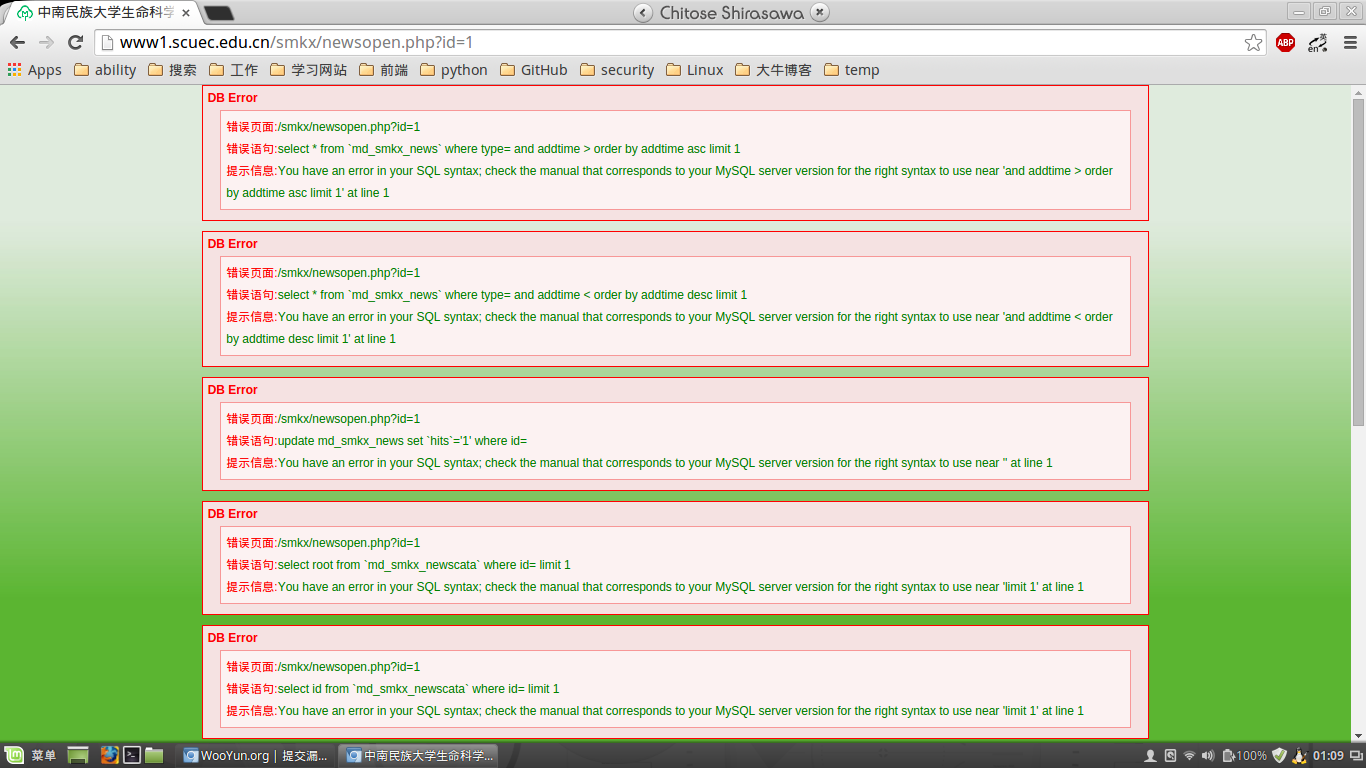 中南民族大学生命科学
Chitose Shirasawa
www1.scuec.edu.cn/smkx/newsopen.php?id=1
ABP
英
en
Apps ability 搜索 工作 学习网站 前端 python GitHub security Linux 大牛博客 temp
DB Error
错误页面:/smkx/newsopen.php?id=1
错误语句:select * from `md_smkx_news` where type= and addtime > order by addtime asc limit 1
提示信息:You have an error in your SQL syntax; check the manual that corresponds to your MySQL server version for the right syntax to use near 'and addtime > order
by addtime asc limit 1' at line 1
DB Error
错误页面:/smkx/newsopen.php?id=1
错误语句:select * from `md_smkx_news` where type= and addtime < order by addtime desc limit 1
提示信息:You have an error in your SQL syntax; check the manual that corresponds to your MySQL server version for the right syntax to use near 'and addtime < order
by addtime desc limit 1' at line 1
DB Error
错误页面:/smkx/newsopen.php?id=1
错误语句:update md_smkx_news set `hits`='1' where id=
提示信息:You have an error in your SQL syntax; check the manual that corresponds to your MySQL server version for the right syntax to use near '' at line 1
DB Error
错误页面:/smkx/newsopen.php?id=1
错误语句:select root from `md_smkx_newscata` where id= limit 1
提示信息:You have an error in your SQL syntax; check the manual that corresponds to your MySQL server version for the right syntax to use near 'limit 1' at line 1
DB Error
错误页面:/smkx/newsopen.php?id=1
错误语句:select id from `md_smkx_newscata` where id= limit 1
提示信息:You have an error in your SQL syntax; check the manual that corresponds to your MySQL server version for the right syntax to use near 'limit 1' at line 1
菜单 WooYun.org | 提交漏... 中南民族大学生命科学... 100% 01:09